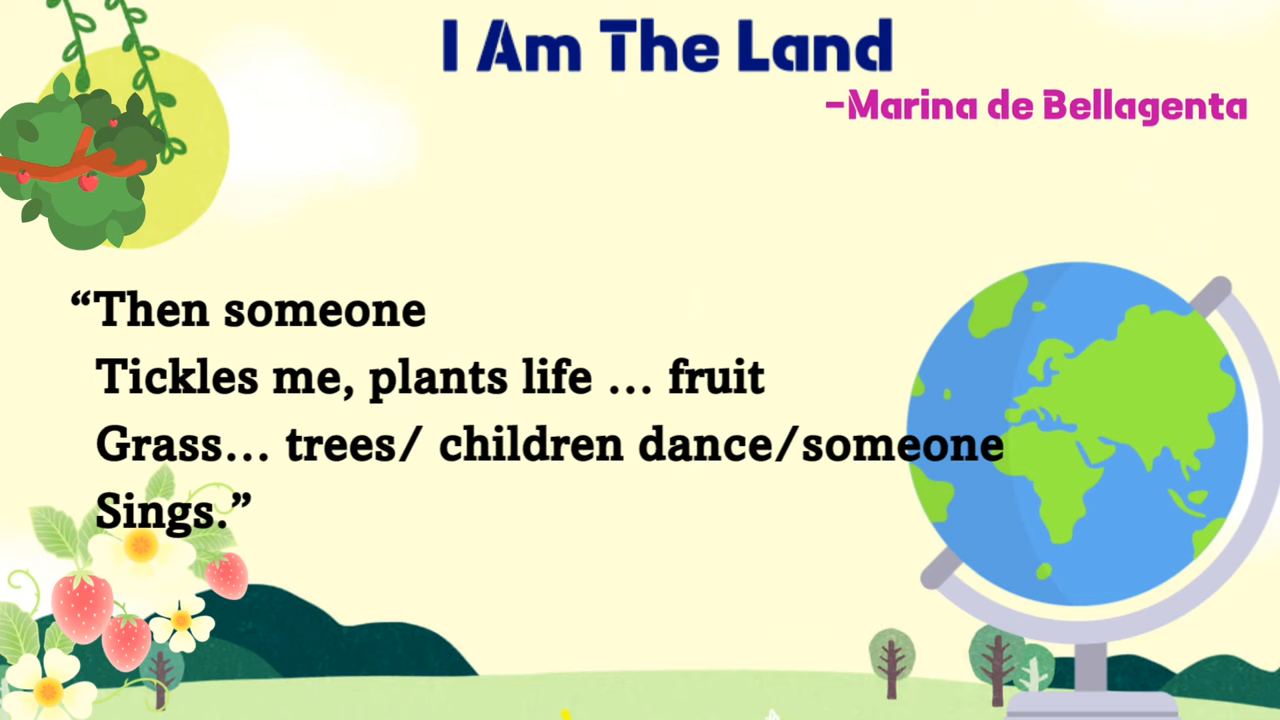 I Am The Land
-Marina de Bellagenta
“Then someone
Tickles me, plants life ... fruit
Grass... trees/ children dance/someone
Sings.”